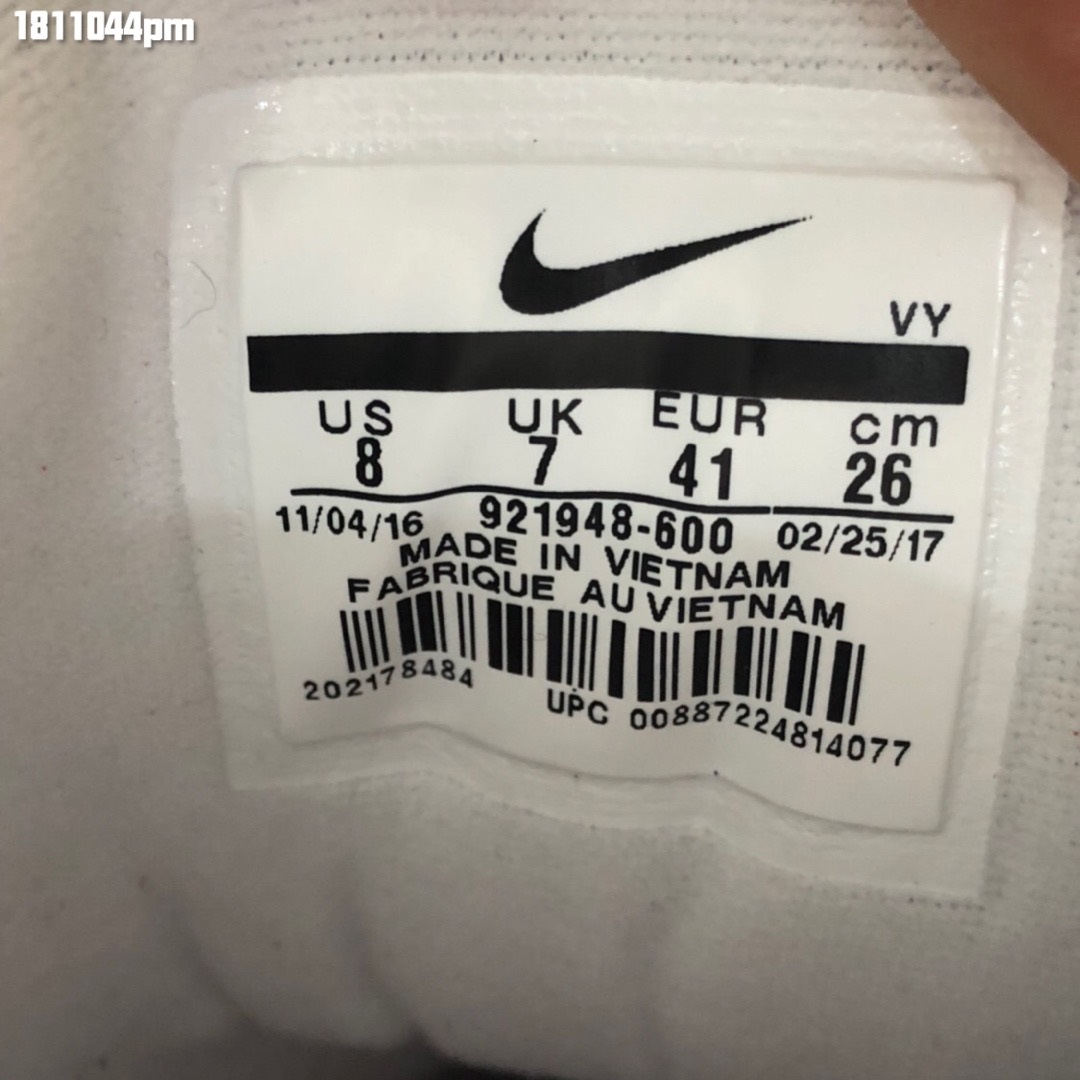 1811044pm
VY
US UK EUR cm
8 7 41 26
11/04/16 921948-600 02/25/17
MADE IN VIETNAM
FABRIQUE AU VIETNAM
202178484 UPC 00887224814077